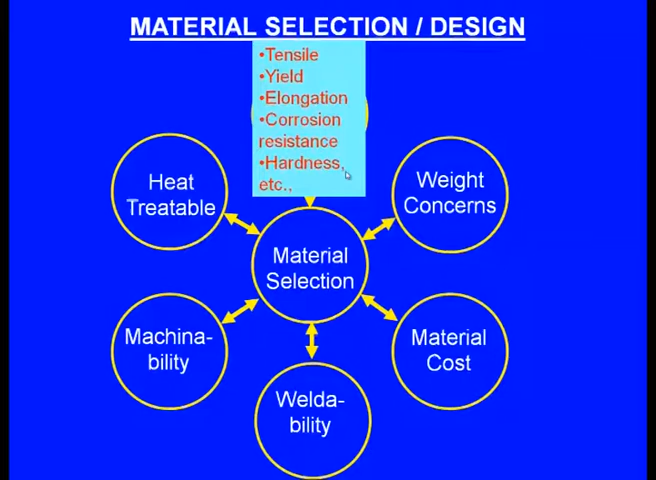 MATERIAL SELECTION / DESIGN
•Tensile
•Yield
•Elongation
•Corrosion
resistance
•Hardness,
etc.,
Heat
Treatable
Weight
Concerns
Material
Selection
Machina-
bility
Material
Cost
Welda-
bility